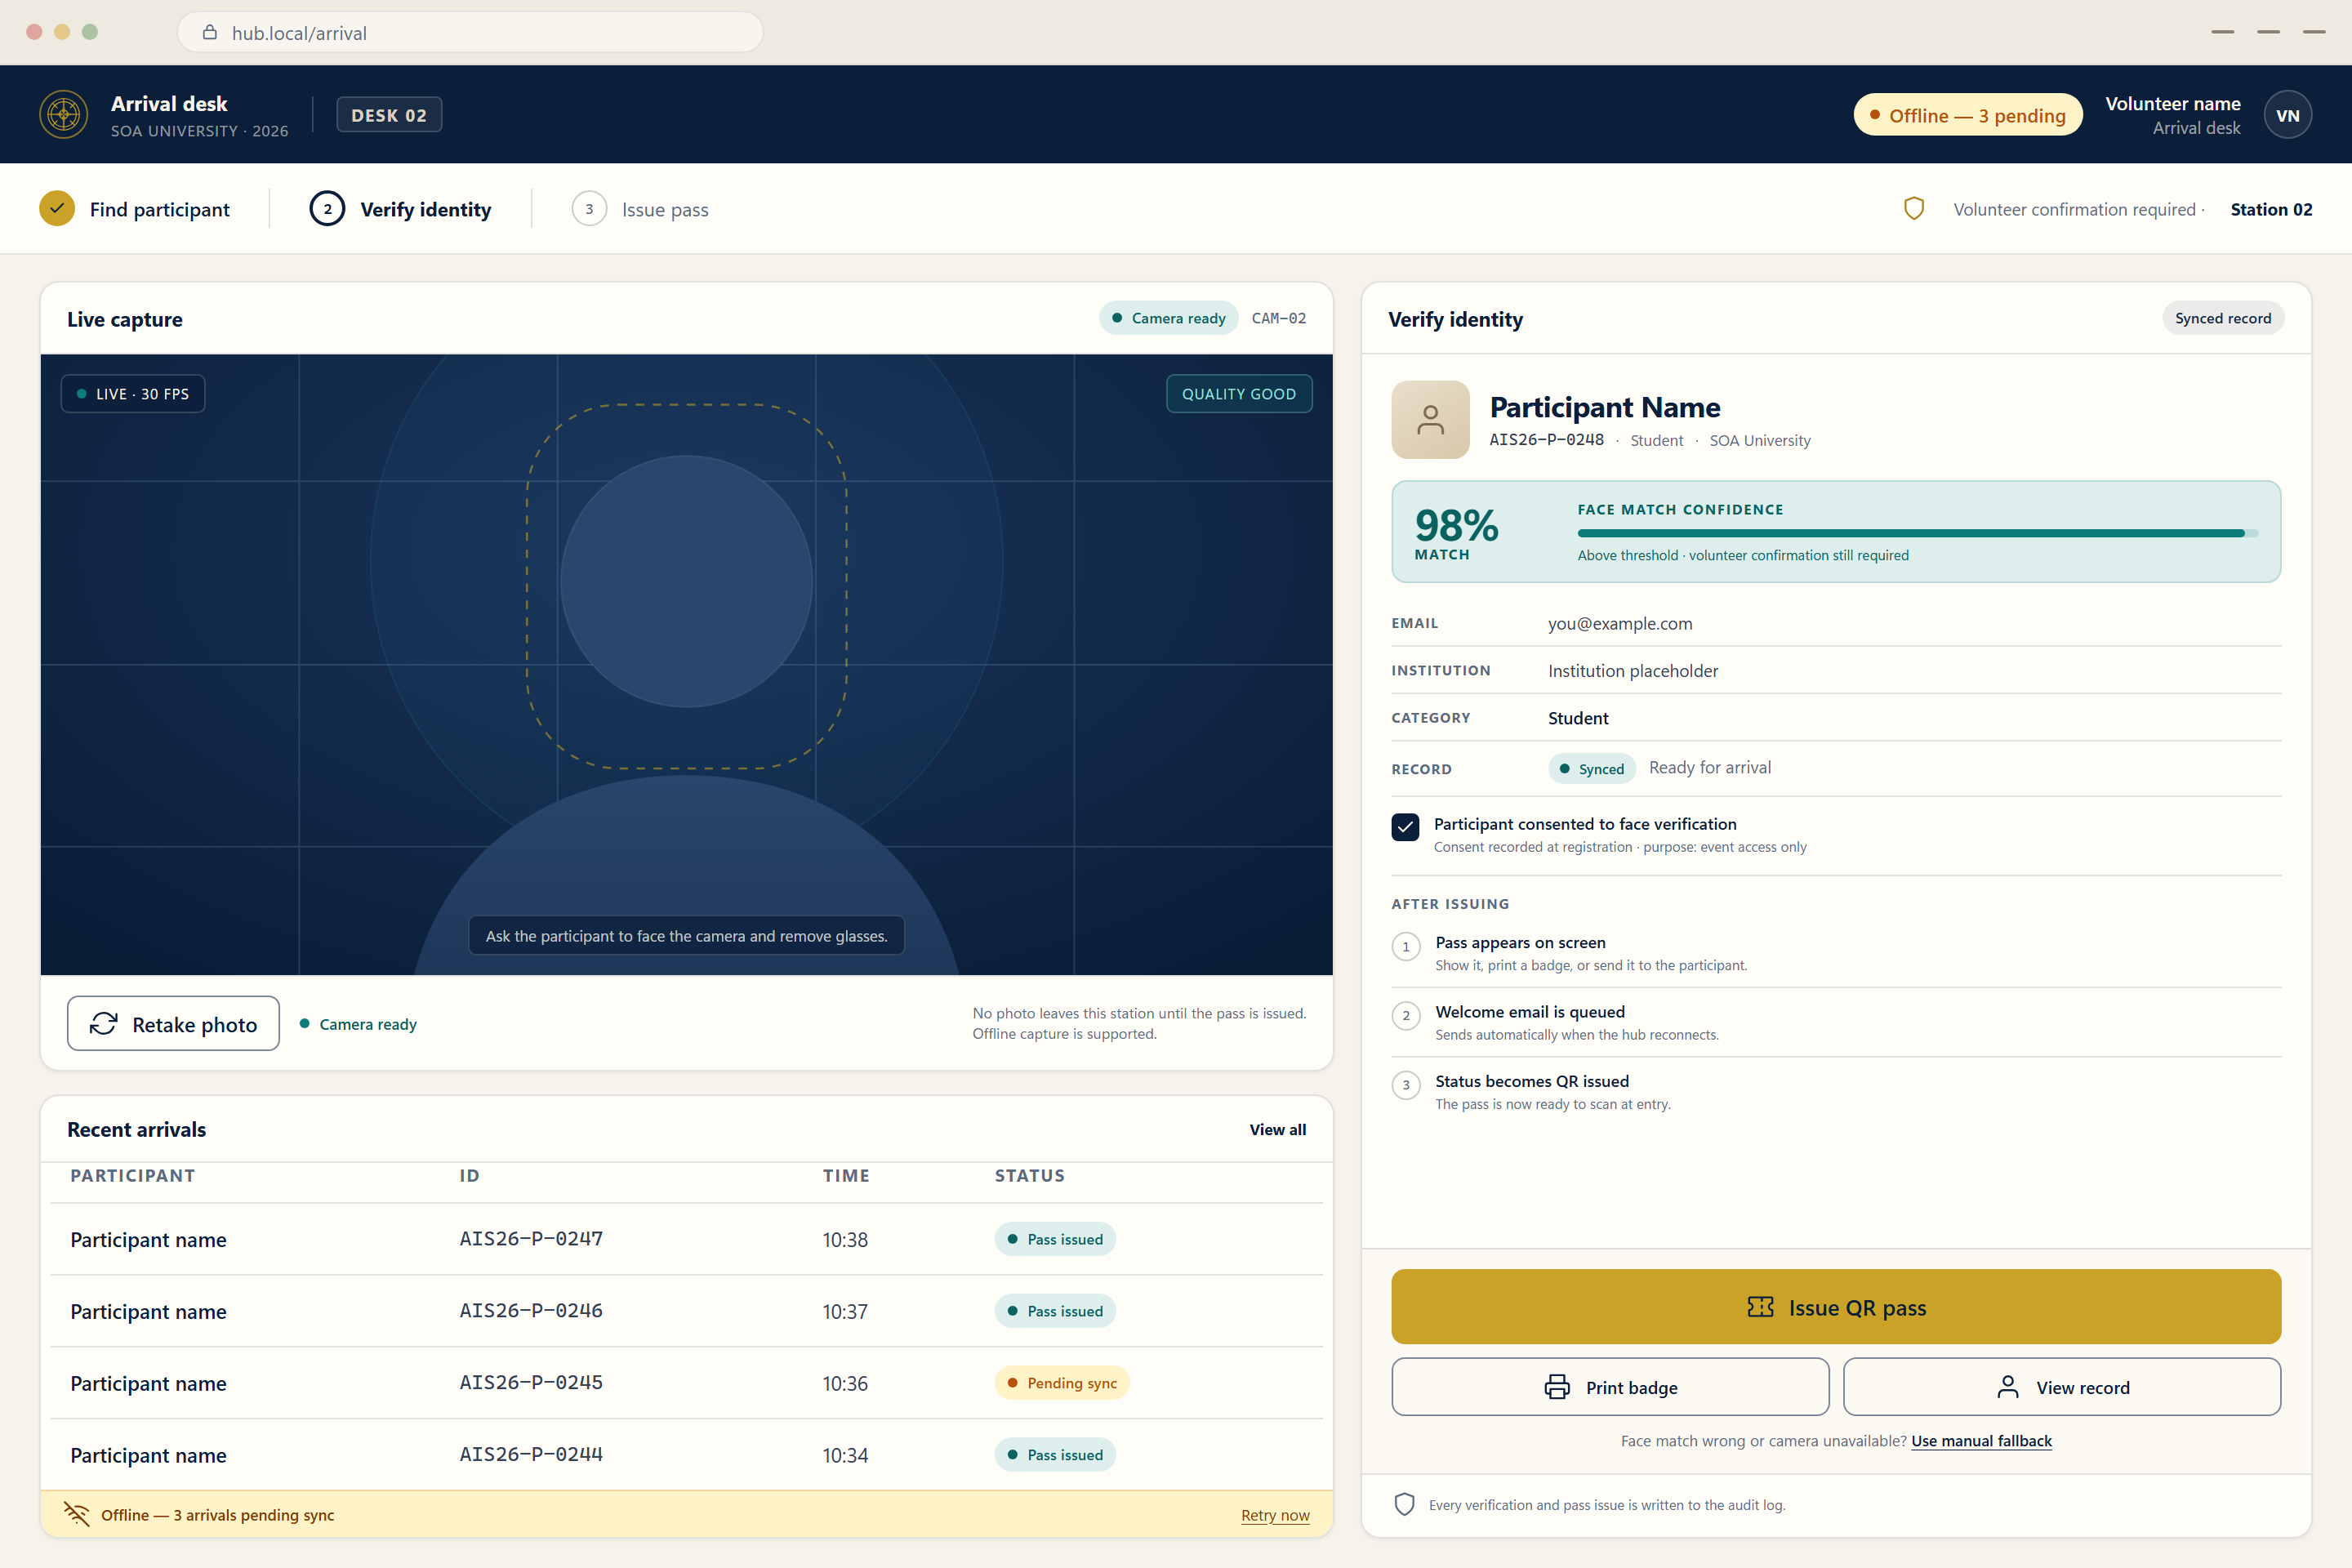 hub.local/arrival
Arrival desk
SOA UNIVERSITY · 2026
DESK 02
Offline — 3 pending
Volunteer name
Arrival desk
VN
Find participant
2 Verify identity
3 Issue pass
Volunteer confirmation required · Station 02
Live capture
Camera ready CAM-02
LIVE · 30 FPS
QUALITY GOOD
Ask the participant to face the camera and remove glasses.
Retake photo
Camera ready
No photo leaves this station until the pass is issued.
Offline capture is supported.
Recent arrivals
View all
PARTICIPANT ID TIME STATUS
Participant name AIS26-P-0247 10:38 Pass issued
Participant name AIS26-P-0246 10:37 Pass issued
Participant name AIS26-P-0245 10:36 Pending sync
Participant name AIS26-P-0244 10:34 Pass issued
Offline — 3 arrivals pending sync
Retry now
Verify identity
Synced record
Participant Name
AIS26-P-0248 · Student · SOA University
98%
MATCH
FACE MATCH CONFIDENCE
Above threshold · volunteer confirmation still required
EMAIL you@example.com
INSTITUTION Institution placeholder
CATEGORY Student
RECORD Synced Ready for arrival
Participant consented to face verification
Consent recorded at registration · purpose: event access only
AFTER ISSUING
1 Pass appears on screen
Show it, print a badge, or send it to the participant.
2 Welcome email is queued
Sends automatically when the hub reconnects.
3 Status becomes QR issued
The pass is now ready to scan at entry.
Issue QR pass
Print badge
View record
Face match wrong or camera unavailable? Use manual fallback
Every verification and pass issue is written to the audit log.